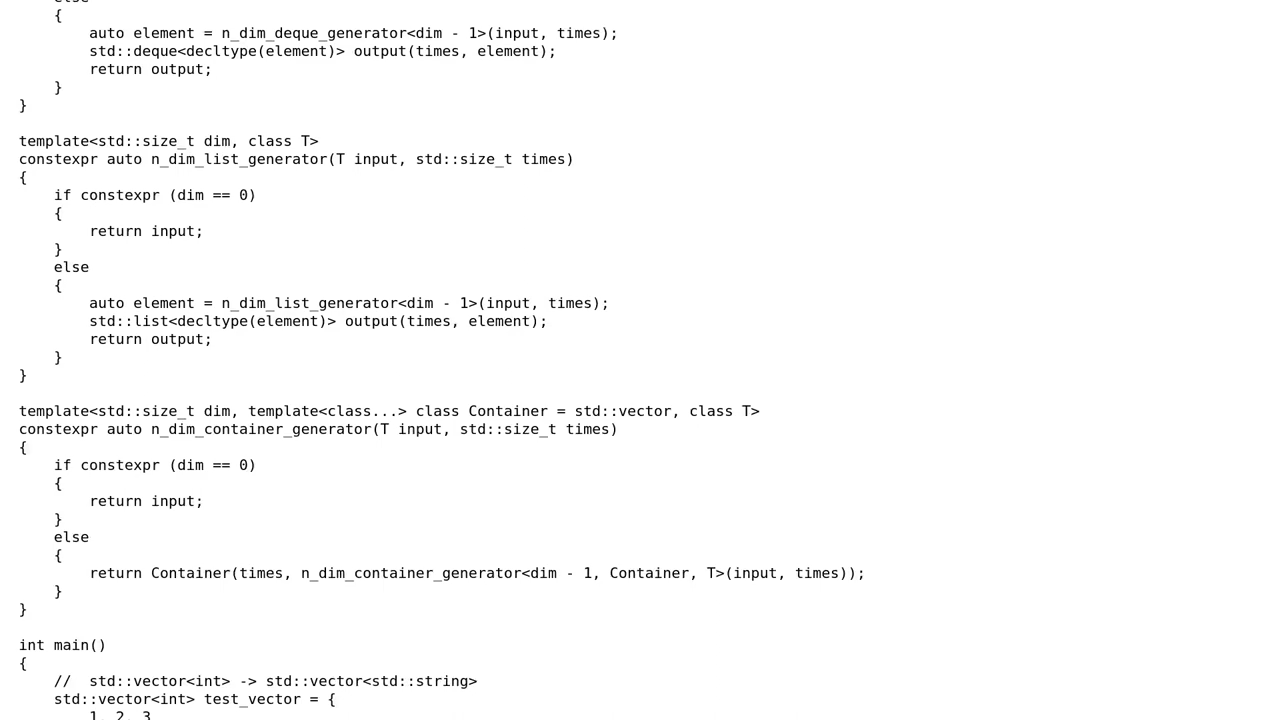 else
    {
        auto element = n_dim_deque_generator<dim - 1>(input, times);
        std::deque<decltype(element)> output(times, element);
        return output;
    }
}

template<std::size_t dim, class T>
constexpr auto n_dim_list_generator(T input, std::size_t times)
{
    if constexpr (dim == 0)
    {
        return input;
    }
    else
    {
        auto element = n_dim_list_generator<dim - 1>(input, times);
        std::list<decltype(element)> output(times, element);
        return output;
    }
}

template<std::size_t dim, template<class...> class Container = std::vector, class T>
constexpr auto n_dim_container_generator(T input, std::size_t times)
{
    if constexpr (dim == 0)
    {
        return input;
    }
    else
    {
        return Container(times, n_dim_container_generator<dim - 1, Container, T>(input, times));
    }
}

int main()
{
    //  std::vector<int> -> std::vector<std::string>
    std::vector<int> test_vector = {
        1, 2, 3